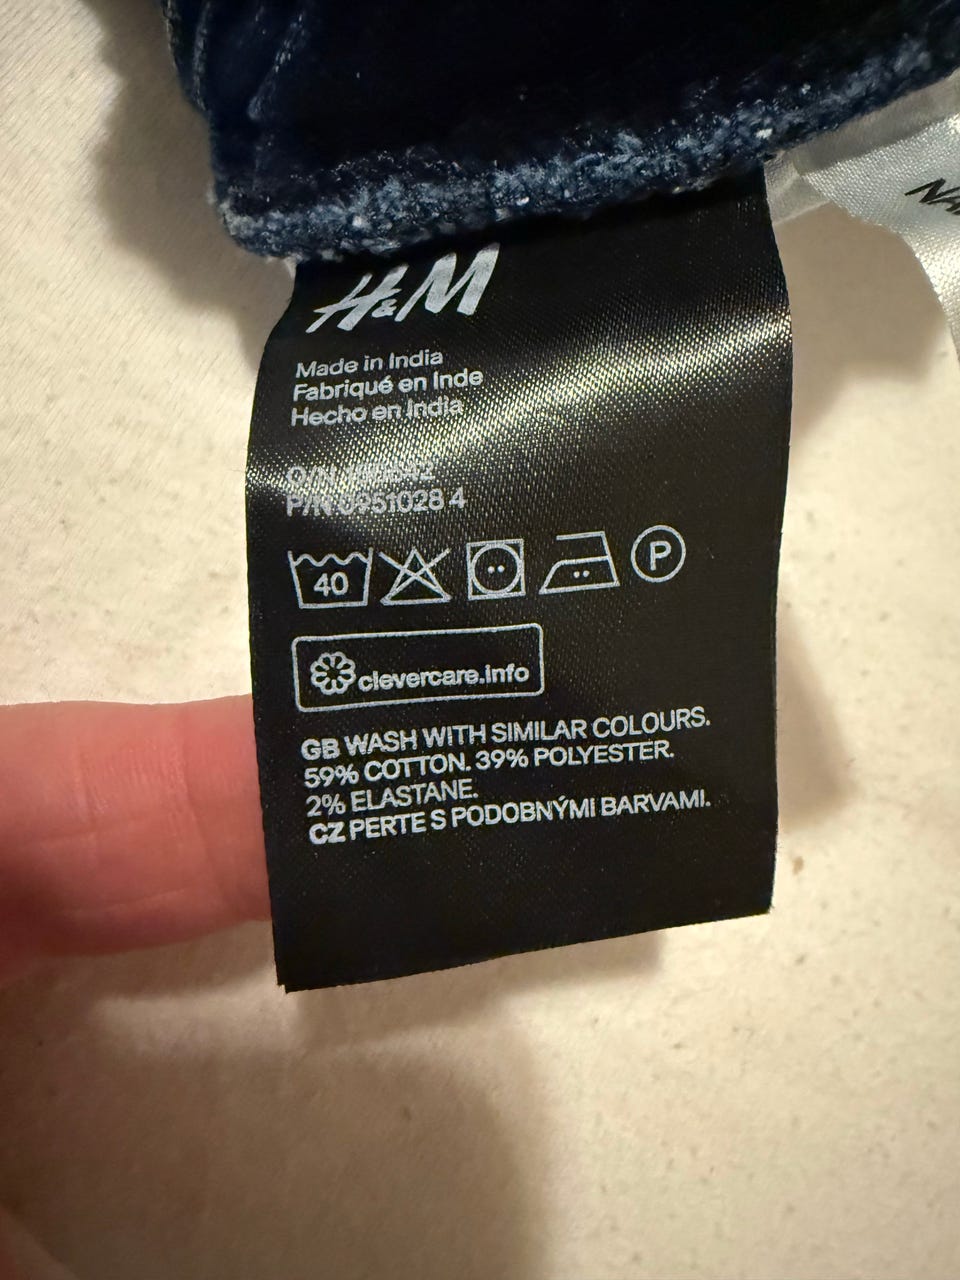 H&M
Made in India
Fabriqué en Inde
Hecho en India
O/N
P/N 0951028 4
40
P
clevercare.info
GB WASH WITH SIMILAR COLOURS.
59% COTTON. 39% POLYESTER.
2% ELASTANE.
CZ PERTE S PODOBNÝMI BARVAMI.